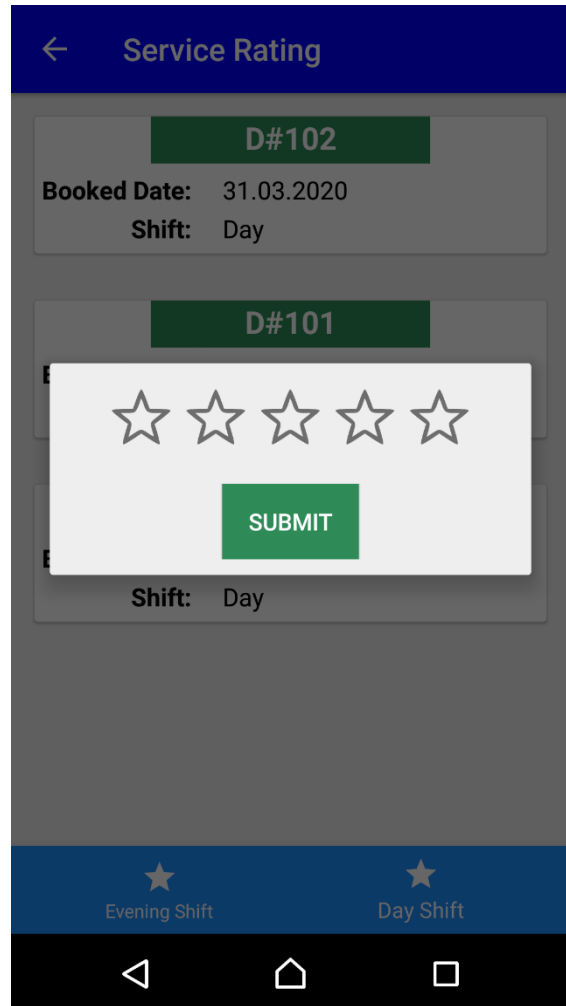 Service Rating
D#102
Booked Date: 31.03.2020
Shift: Day
D#101
SUBMIT
Shift: Day
Evening Shift
Day Shift